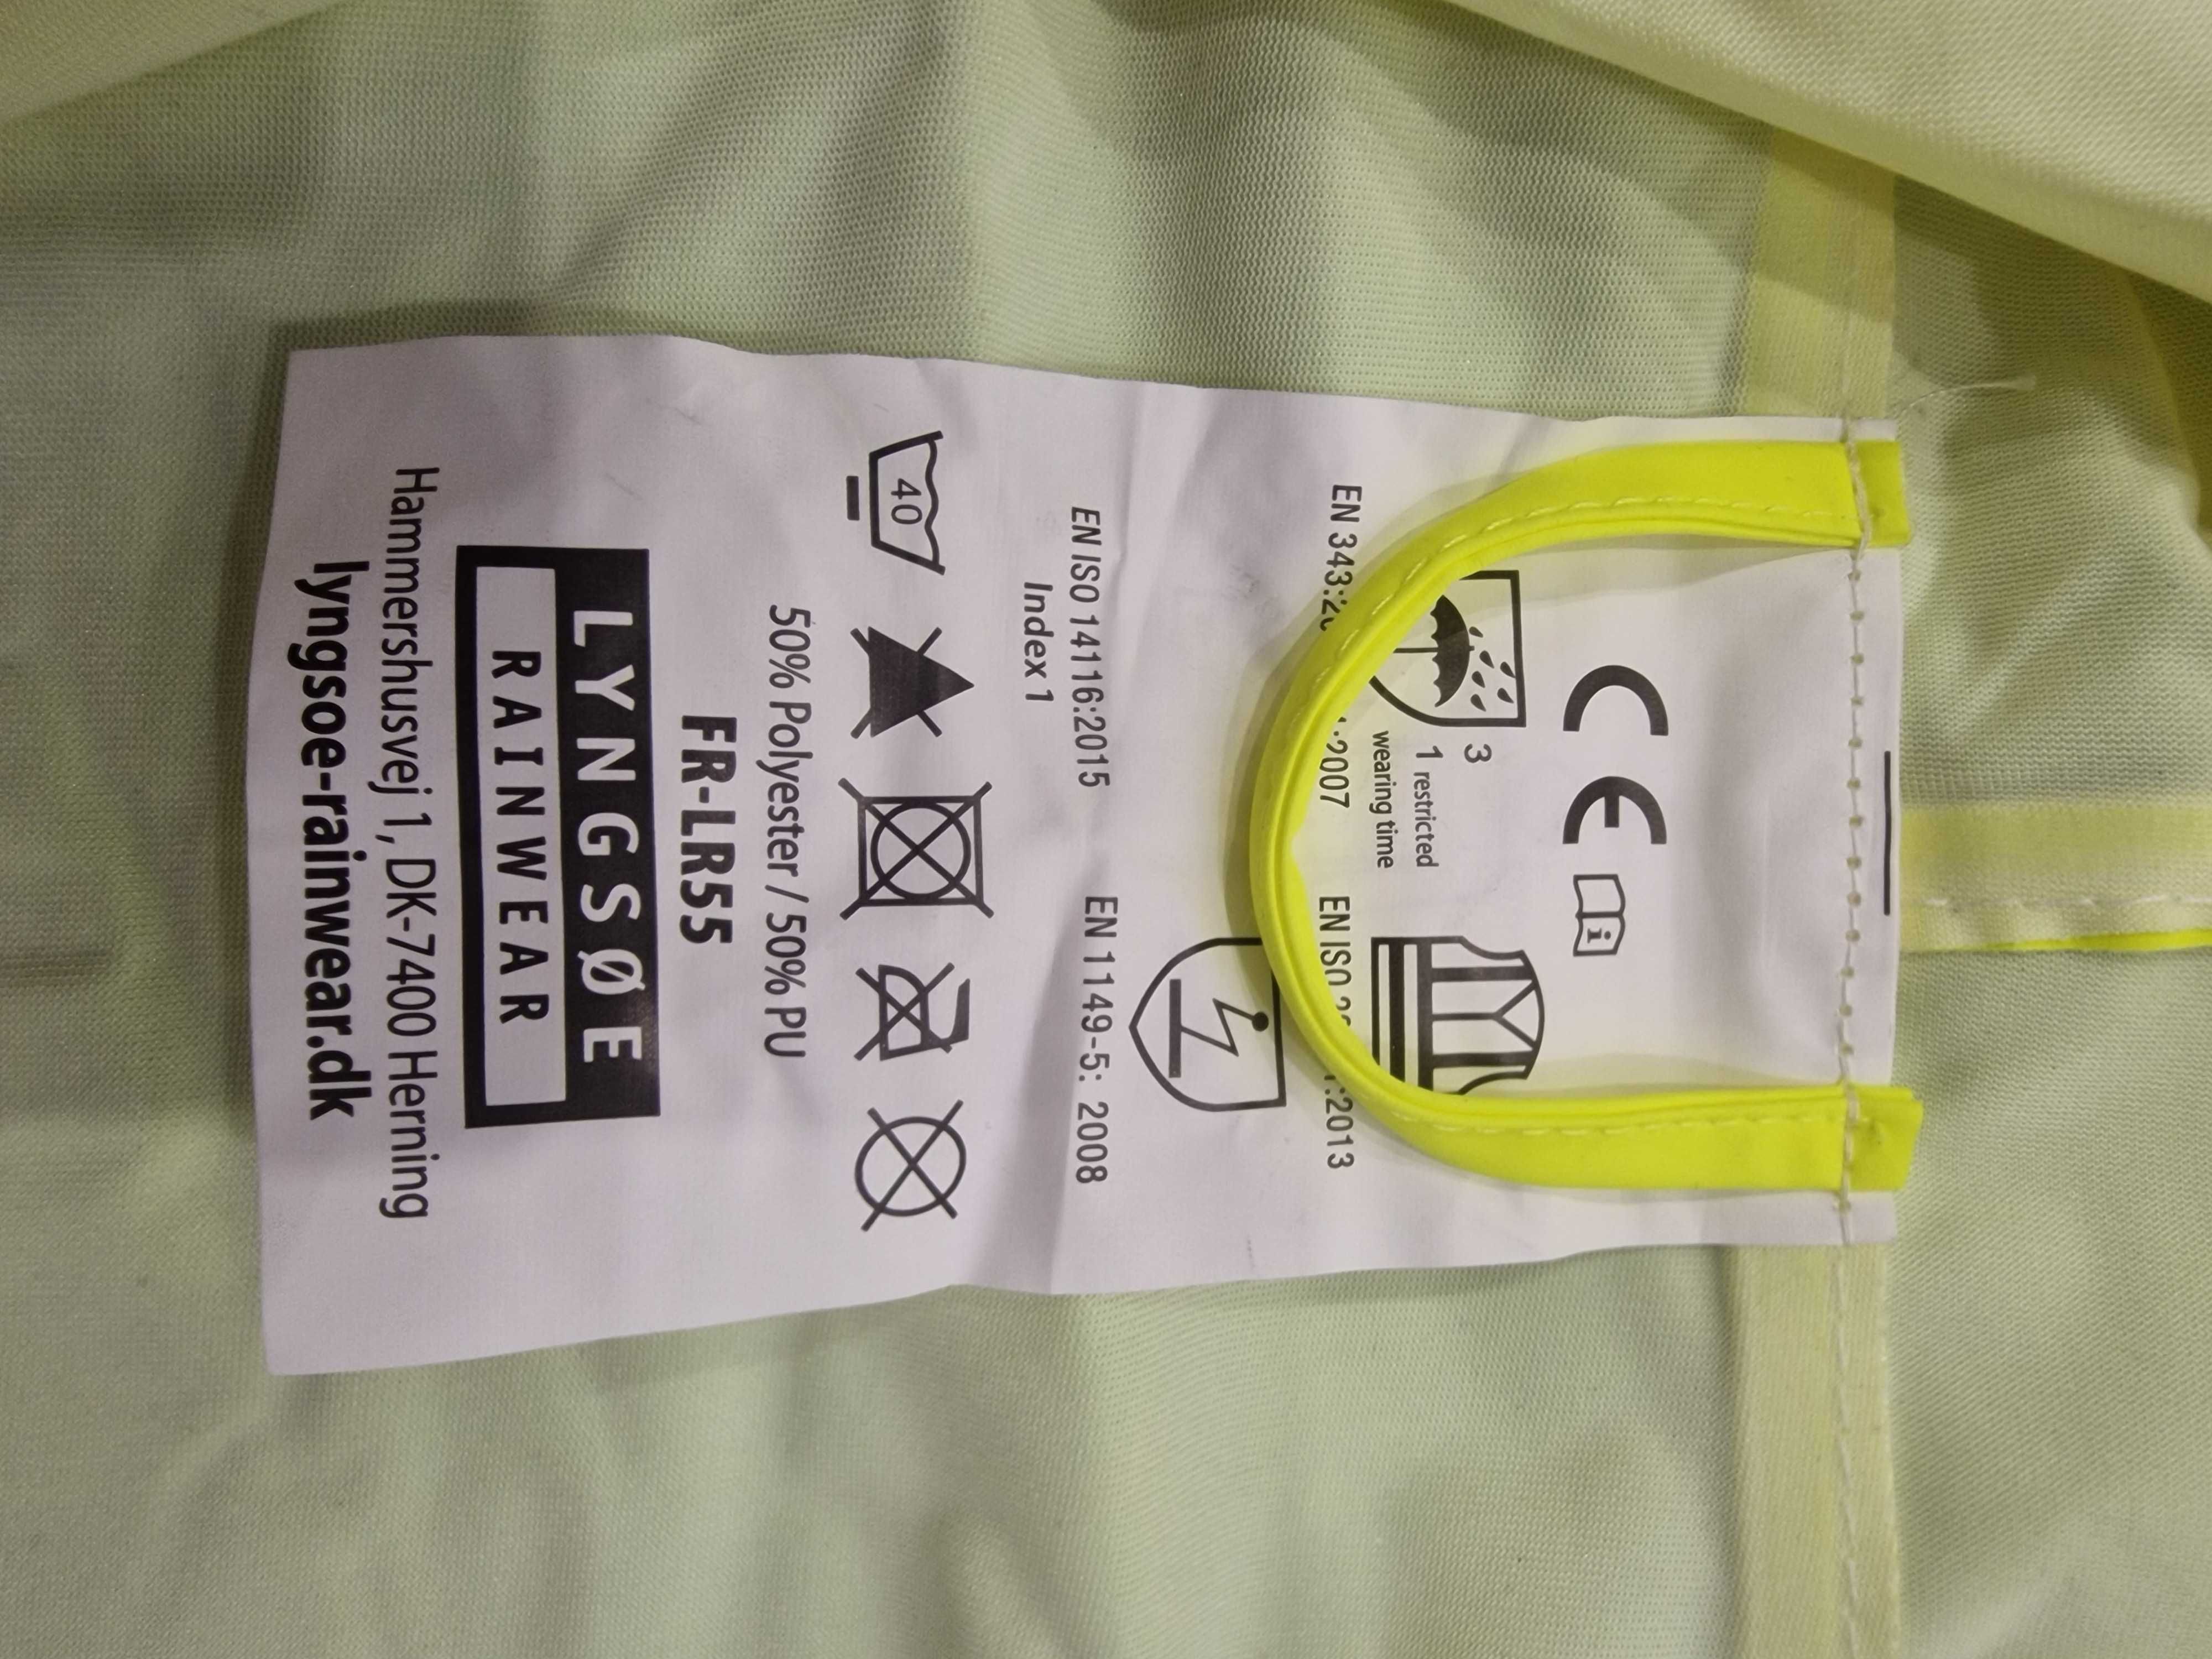 CE
i
3
1 restricted
wearing time
EN
:2007
EN ISO
:2013
EN ISO 14116:2015
Index 1
EN 1149-5: 2008
40
50% Polyester / 50% PU
FR-LR55
LYNGSØE
RAINWEAR
Hammershusvej 1, DK-7400 Herning
lyngsoe-rainwear.dk